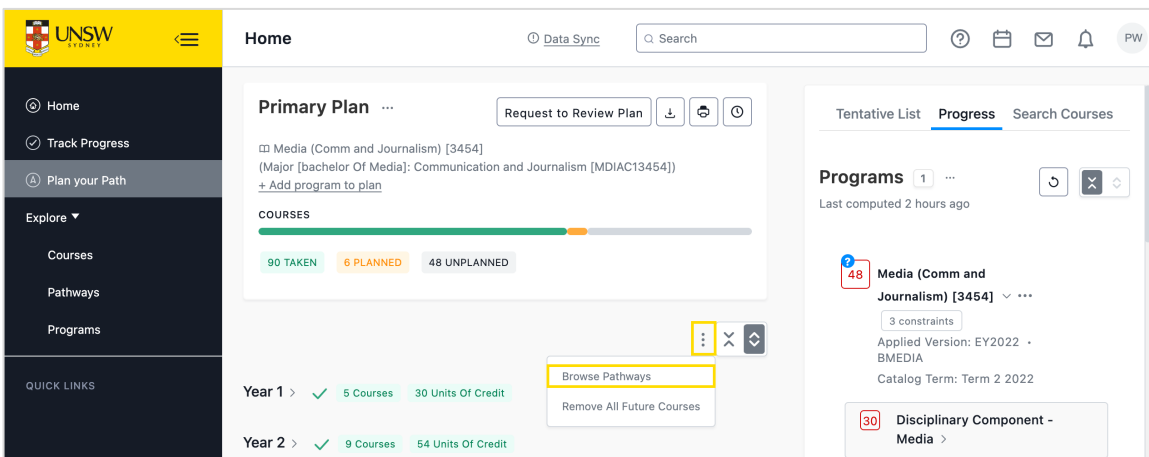 UNSW
SYDNEY
Home
Data Sync
Search
PW
Home
Track Progress
Plan your Path
Explore
Courses
Pathways
Programs
QUICK LINKS
Primary Plan ...
Request to Review Plan
Media (Comm and Journalism) [3454]
(Major [bachelor Of Media]: Communication and Journalism [MDIAC13454])
+ Add program to plan
COURSES
90 TAKEN
6 PLANNED
48 UNPLANNED
Browse Pathways
Remove All Future Courses
Year 1 >
5 Courses
30 Units Of Credit
Year 2 >
9 Courses
54 Units Of Credit
Tentative List
Progress
Search Courses
Programs
1
...
Last computed 2 hours ago
?
48
Media (Comm and
Journalism) [3454]
3 constraints
Applied Version: EY2022 •
BMEDIA
Catalog Term: Term 2 2022
30
Disciplinary Component -
Media >